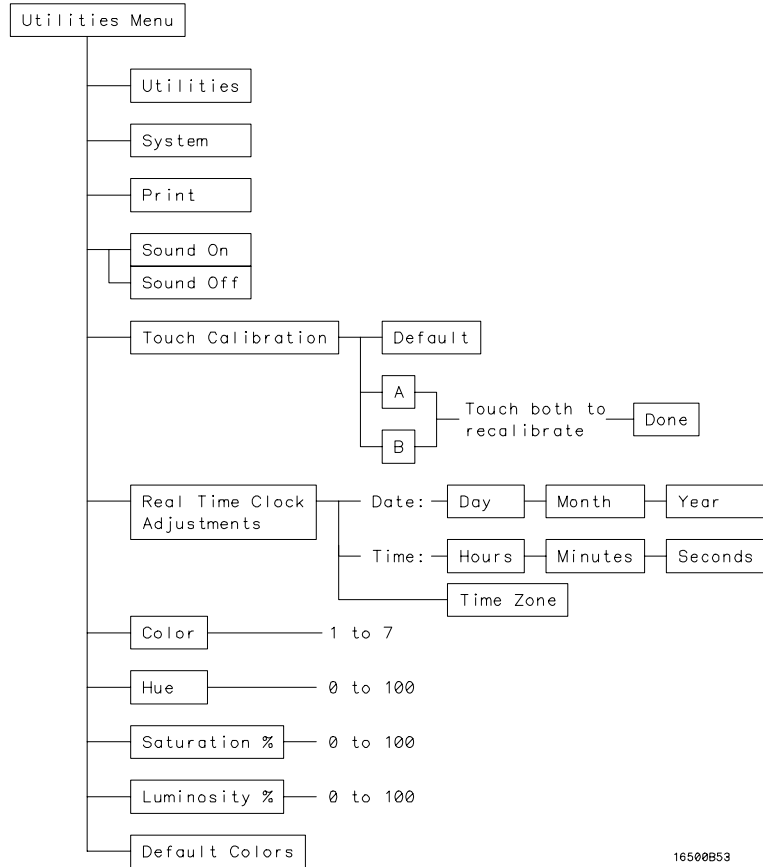 Utilities Menu
Utilities
System
Print
Sound On
Sound Off
Touch Calibration
Default
A
B
Touch both to
recalibrate
Done
Real Time Clock
Adjustments
Date:
Day
Month
Year
Time:
Hours
Minutes
Seconds
Time Zone
Color
1 to 7
Hue
0 to 100
Saturation %
0 to 100
Luminosity %
0 to 100
Default Colors
16500B53